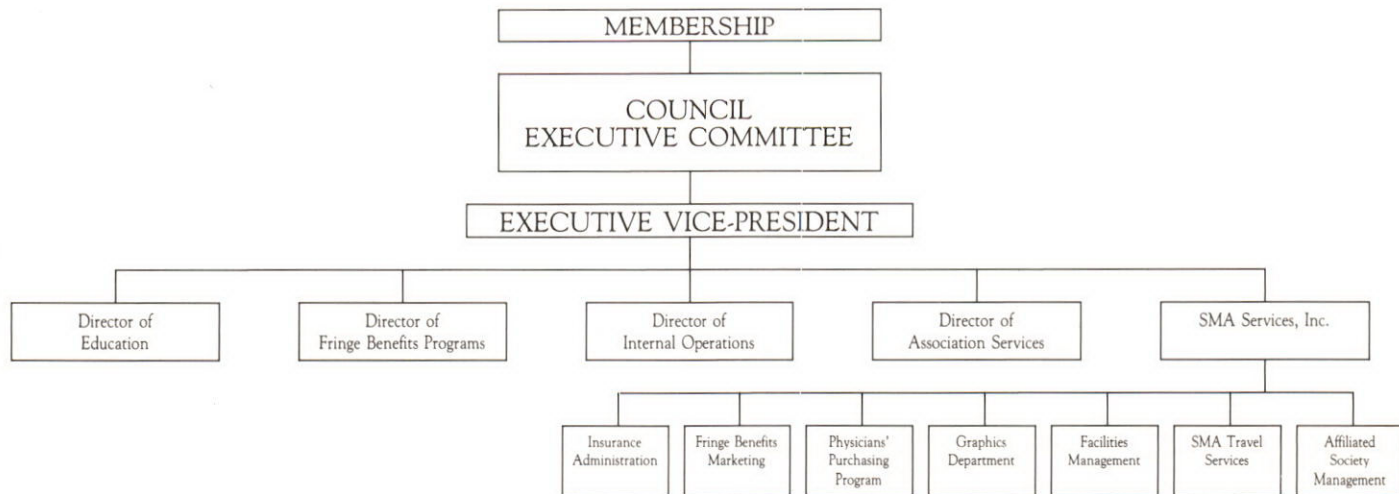 MEMBERSHIP
COUNCIL
EXECUTIVE COMMITTEE
EXECUTIVE VICE-PRESIDENT
Director of
Education
Director of
Fringe Benefits Programs
Director of
Internal Operations
Director of
Association Services
SMA Services, Inc.
Insurance
Administration
Fringe Benefits
Marketing
Physicians'
Purchasing
Program
Graphics
Department
Facilities
Management
SMA Travel
Services
Affiliated
Society
Management